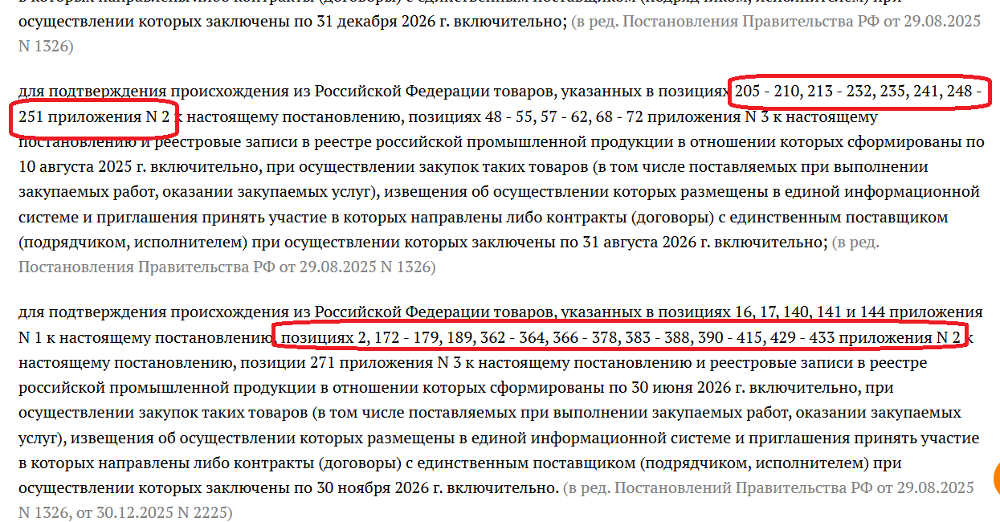 в которых направлены либо контракты (договоры) с единственным поставщиком (подрядчиком, исполнителем) при
осуществлении которых заключены по 31 декабря 2026 г. включительно; (в ред. Постановления Правительства РФ от 29.08.2025
N 1326)
для подтверждения происхождения из Российской Федерации товаров, указанных в позициях 205 - 210, 213 - 232, 235, 241, 248 -
251 приложения N 2 к настоящему постановлению, позициях 48 - 55, 57 - 62, 68 - 72 приложения N 3 к настоящему
постановлению и реестровые записи в реестре российской промышленной продукции в отношении которых сформированы по
10 августа 2025 г. включительно, при осуществлении закупок таких товаров (в том числе поставляемых при выполнении
закупаемых работ, оказании закупаемых услуг), извещения об осуществлении которых размещены в единой информационной
системе и приглашения принять участие в которых направлены либо контракты (договоры) с единственным поставщиком
(подрядчиком, исполнителем) при осуществлении которых заключены по 31 августа 2026 г. включительно; (в ред.
Постановления Правительства РФ от 29.08.2025 N 1326)
для подтверждения происхождения из Российской Федерации товаров, указанных в позициях 16, 17, 140, 141 и 144 приложения
N 1 к настоящему постановлению, позициях 2, 172 - 179, 189, 362 - 364, 366 - 378, 383 - 388, 390 - 415, 429 - 433 приложения N 2 к
настоящему постановлению, позиции 271 приложения N 3 к настоящему постановлению и реестровые записи в реестре
российской промышленной продукции в отношении которых сформированы по 30 июня 2026 г. включительно, при
осуществлении закупок таких товаров (в том числе поставляемых при выполнении закупаемых работ, оказании закупаемых
услуг), извещения об осуществлении которых размещены в единой информационной системе и приглашения принять участие
в которых направлены либо контракты (договоры) с единственным поставщиком (подрядчиком, исполнителем) при
осуществлении которых заключены по 30 ноября 2026 г. включительно. (в ред. Постановлений Правительства РФ от 29.08.2025
N 1326, от 30.12.2025 N 2225)